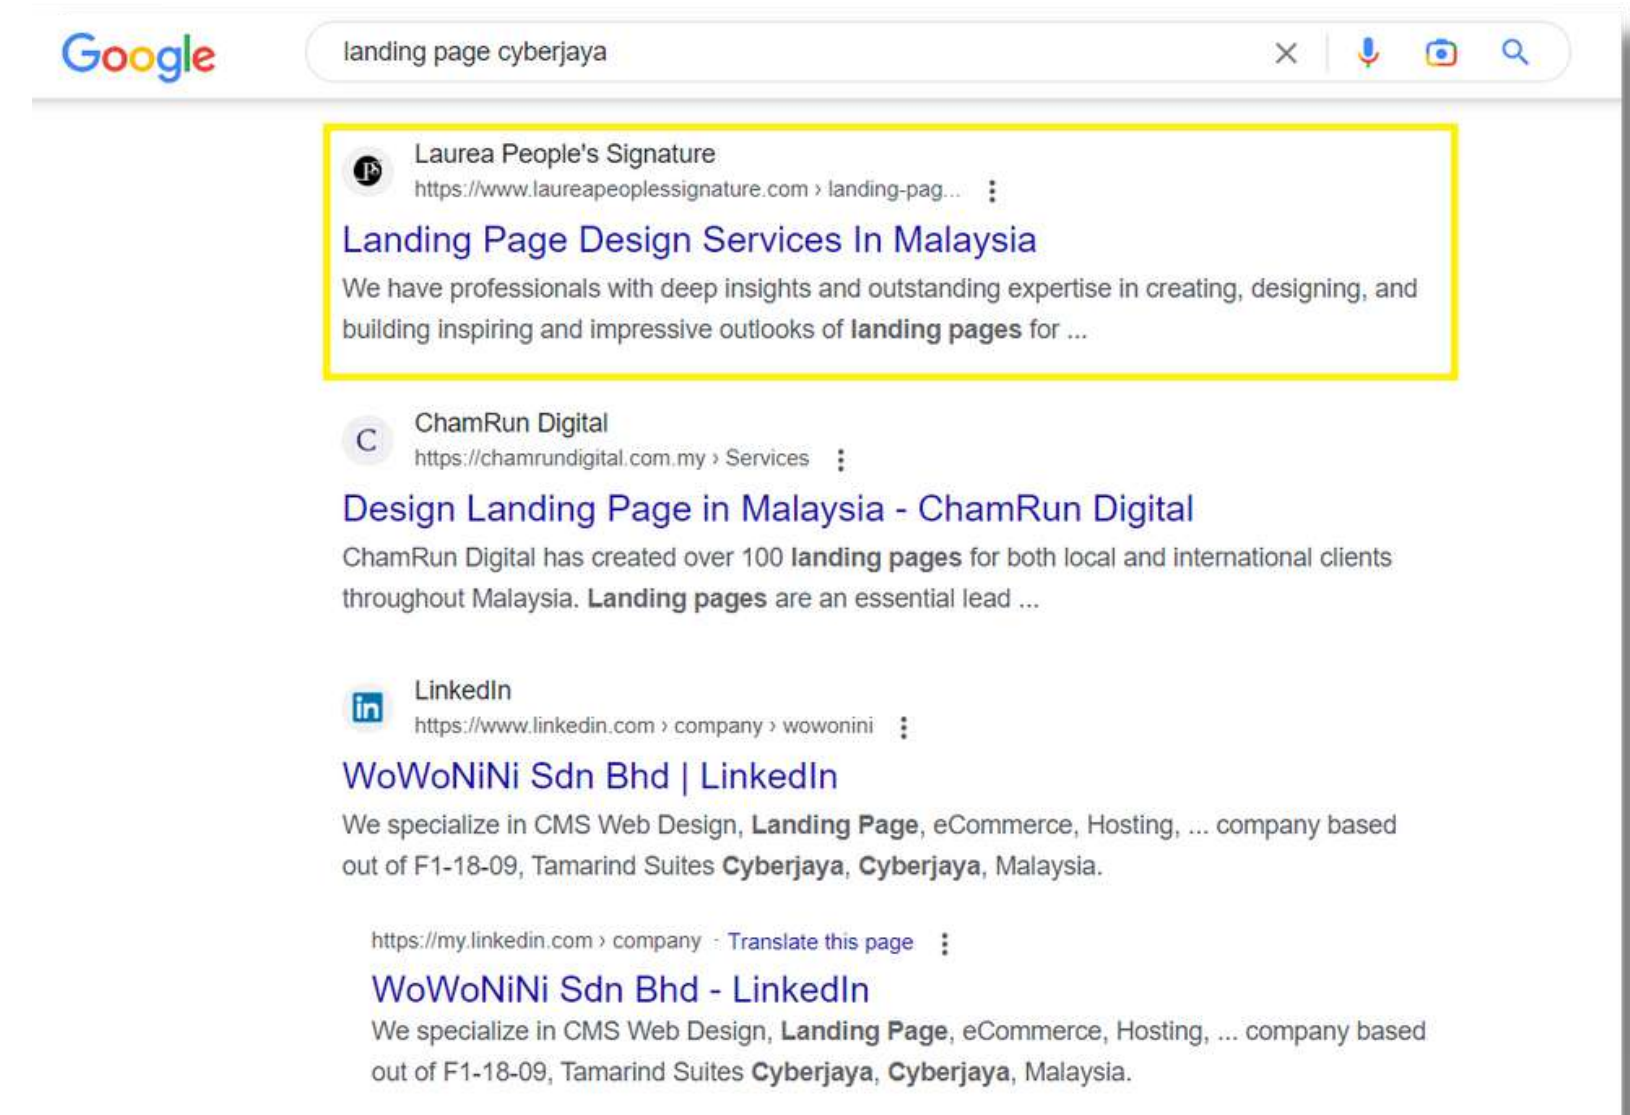 Google
landing page cyberjaya
Laurea People's Signature
https://www.laureapeoplessignature.com › landing-pag...
Landing Page Design Services In Malaysia
We have professionals with deep insights and outstanding expertise in creating, designing, and
building inspiring and impressive outlooks of landing pages for ...
C
ChamRun Digital
https://chamrundigital.com.my › Services
Design Landing Page in Malaysia - ChamRun Digital
ChamRun Digital has created over 100 landing pages for both local and international clients
throughout Malaysia. Landing pages are an essential lead ...
in
LinkedIn
https://www.linkedin.com › company › wowonini
WoWoNiNi Sdn Bhd | LinkedIn
We specialize in CMS Web Design, Landing Page, eCommerce, Hosting, ... company based
out of F1-18-09, Tamarind Suites Cyberjaya, Cyberjaya, Malaysia.
https://my.linkedin.com › company · Translate this page
WoWoNiNi Sdn Bhd - LinkedIn
We specialize in CMS Web Design, Landing Page, eCommerce, Hosting, ... company based
out of F1-18-09, Tamarind Suites Cyberjaya, Cyberjaya, Malaysia.